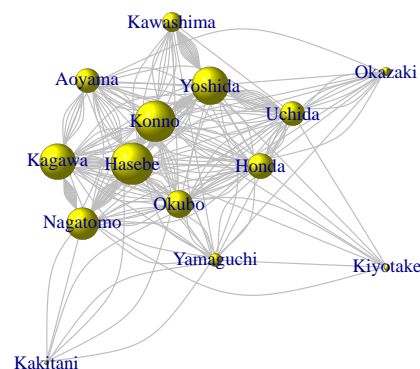 Kawashima
Okazaki
Aoyama
Yoshida
Uchida
Konno
Kagawa
Hasebe
Honda
Okubo
Nagatomo
Yamaguchi
Kiyotake
Kakitani